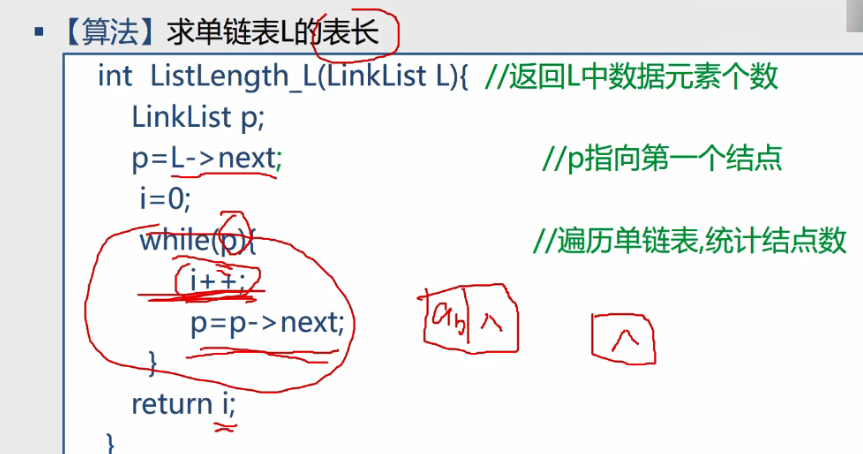 ▪ 【算法】求单链表L的表长
int ListLength_L(LinkList L){ //返回L中数据元素个数
LinkList p;
p=L->next; //p指向第一个结点
i=0;
while(p){ //遍历单链表,统计结点数
i++;
p=p->next;
}
return i;
}
an ∧ ∧